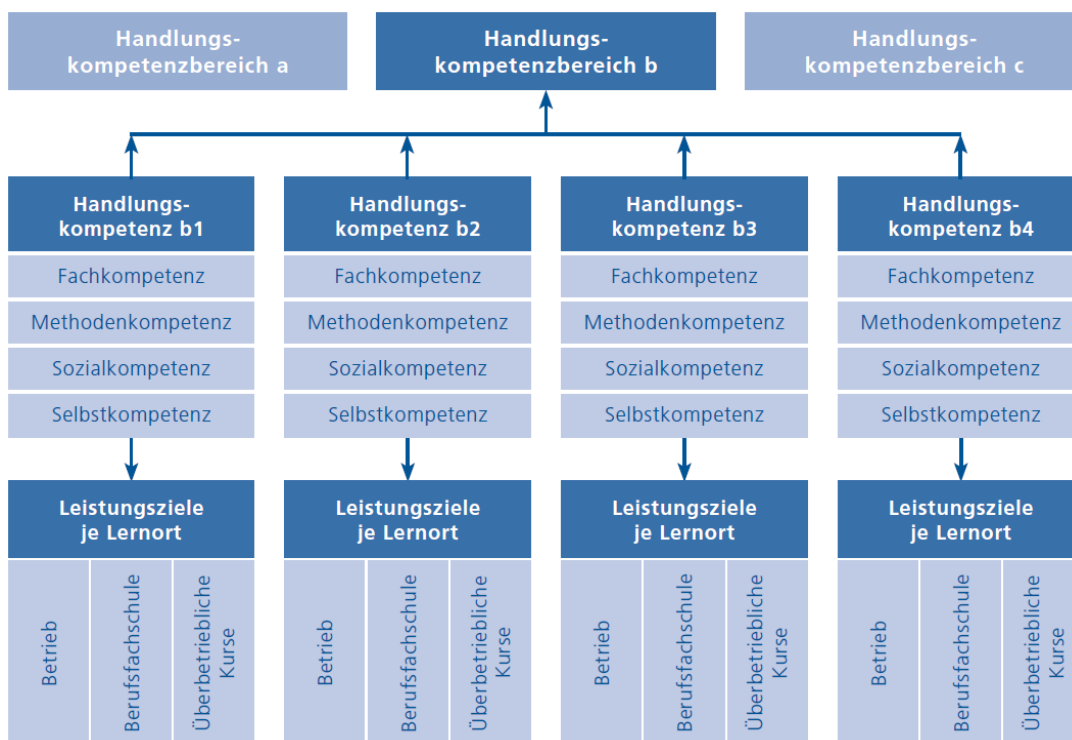 Handlungs-
kompetenzbereich a
Handlungs-
kompetenzbereich b
Handlungs-
kompetenzbereich c
Handlungs-
kompetenz b1
Fachkompetenz
Methodenkompetenz
Sozialkompetenz
Selbstkompetenz
Leistungsziele
je Lernort
Betrieb
Berufsfachschule
Überbetriebliche
Kurse
Handlungs-
kompetenz b2
Fachkompetenz
Methodenkompetenz
Sozialkompetenz
Selbstkompetenz
Leistungsziele
je Lernort
Betrieb
Berufsfachschule
Überbetriebliche
Kurse
Handlungs-
kompetenz b3
Fachkompetenz
Methodenkompetenz
Sozialkompetenz
Selbstkompetenz
Leistungsziele
je Lernort
Betrieb
Berufsfachschule
Überbetriebliche
Kurse
Handlungs-
kompetenz b4
Fachkompetenz
Methodenkompetenz
Sozialkompetenz
Selbstkompetenz
Leistungsziele
je Lernort
Betrieb
Berufsfachschule
Überbetriebliche
Kurse